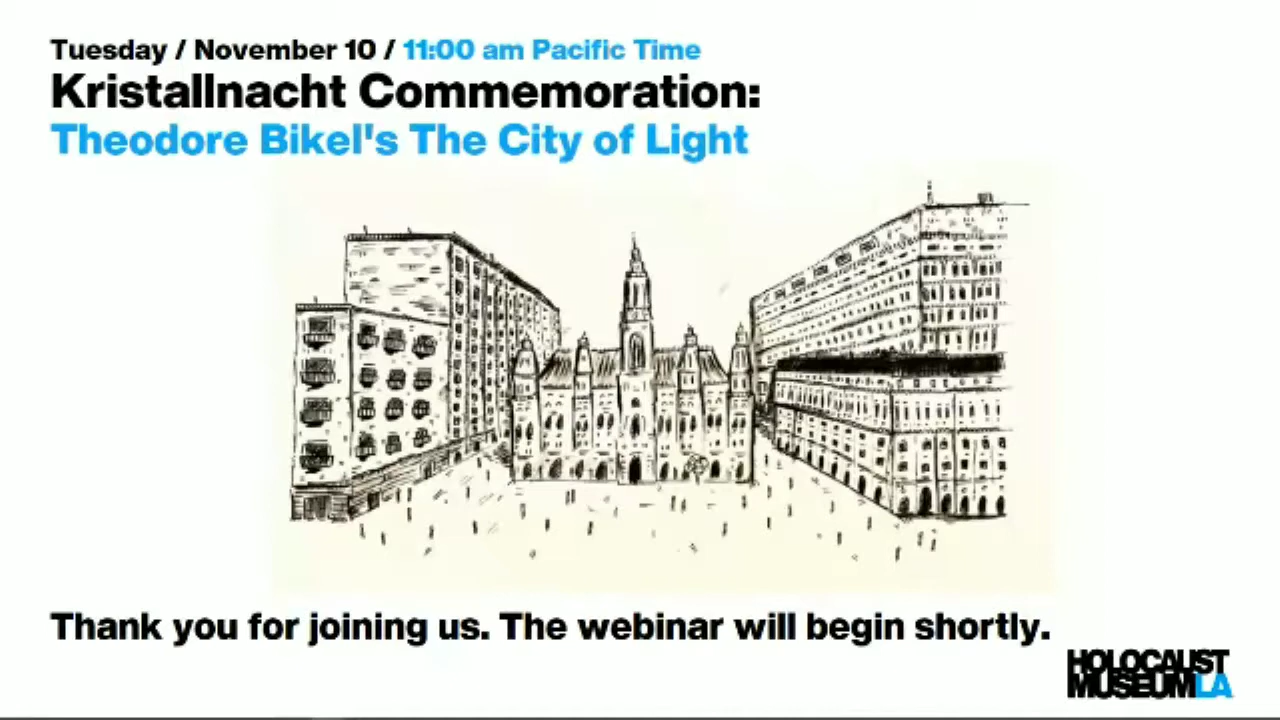 Tuesday / November 10 / 11:00 am Pacific Time
Kristallnacht Commemoration:
Theodore Bikel's The City of Light
Thank you for joining us. The webinar will begin shortly.
HOLOCAUST
MUSEUMLA